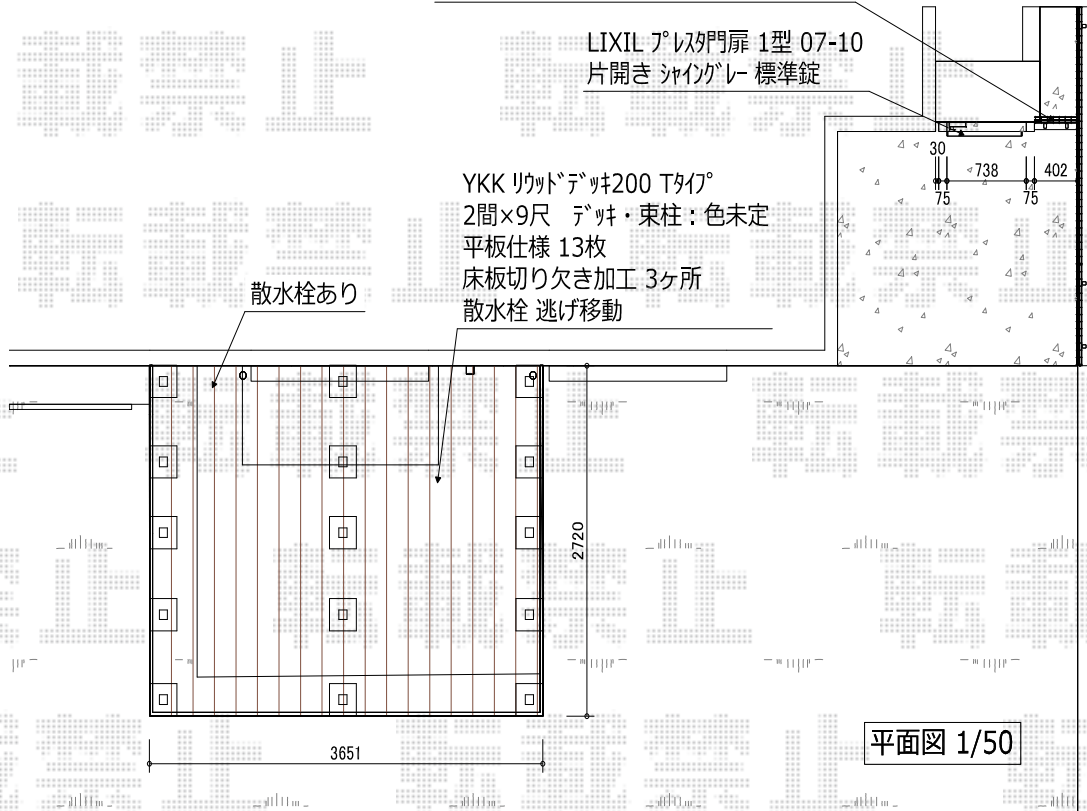 LIXIL ﾌﾟﾚｽﾀ門扉 1型 07-10
片開き ｼｬｲﾝｸﾞﾚｰ 標準錠
30
738
402
75
75
YKK ﾘｳｯﾄﾞﾃﾞｯｷ200 Tﾀｲﾌﾟ
2間×9尺　ﾃﾞｯｷ・束柱：色未定
平板仕様 13枚
床板切り欠き加工 3ヶ所
散水栓 逃げ移動
散水栓あり
2720
3651
平面図 1/50
転載禁止